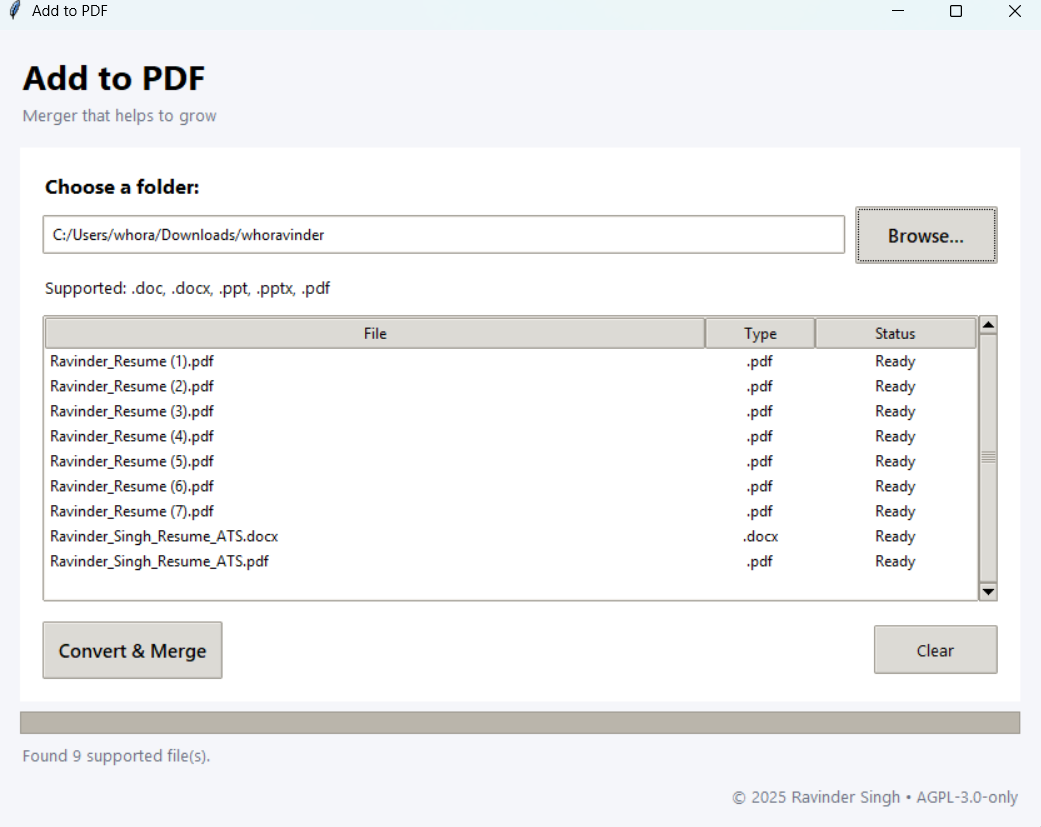 Add to PDF
Add to PDF
Merger that helps to grow
Choose a folder:
C:/Users/whora/Downloads/whoravinder Browse...
Supported: .doc, .docx, .ppt, .pptx, .pdf
File Type Status
Ravinder_Resume (1).pdf .pdf Ready
Ravinder_Resume (2).pdf .pdf Ready
Ravinder_Resume (3).pdf .pdf Ready
Ravinder_Resume (4).pdf .pdf Ready
Ravinder_Resume (5).pdf .pdf Ready
Ravinder_Resume (6).pdf .pdf Ready
Ravinder_Resume (7).pdf .pdf Ready
Ravinder_Singh_Resume_ATS.docx .docx Ready
Ravinder_Singh_Resume_ATS.pdf .pdf Ready
Convert & Merge Clear
Found 9 supported file(s).
© 2025 Ravinder Singh • AGPL-3.0-only